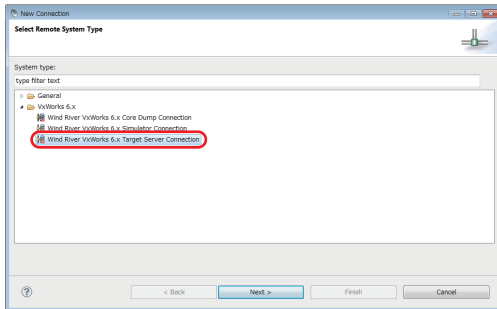 New Connection
Select Remote System Type
System type:
type filter text
General
VxWorks 6.x
Wind River VxWorks 6.x Core Dump Connection
Wind River VxWorks 6.x Simulator Connection
Wind River VxWorks 6.x Target Server Connection
?
< Back
Next >
Finish
Cancel